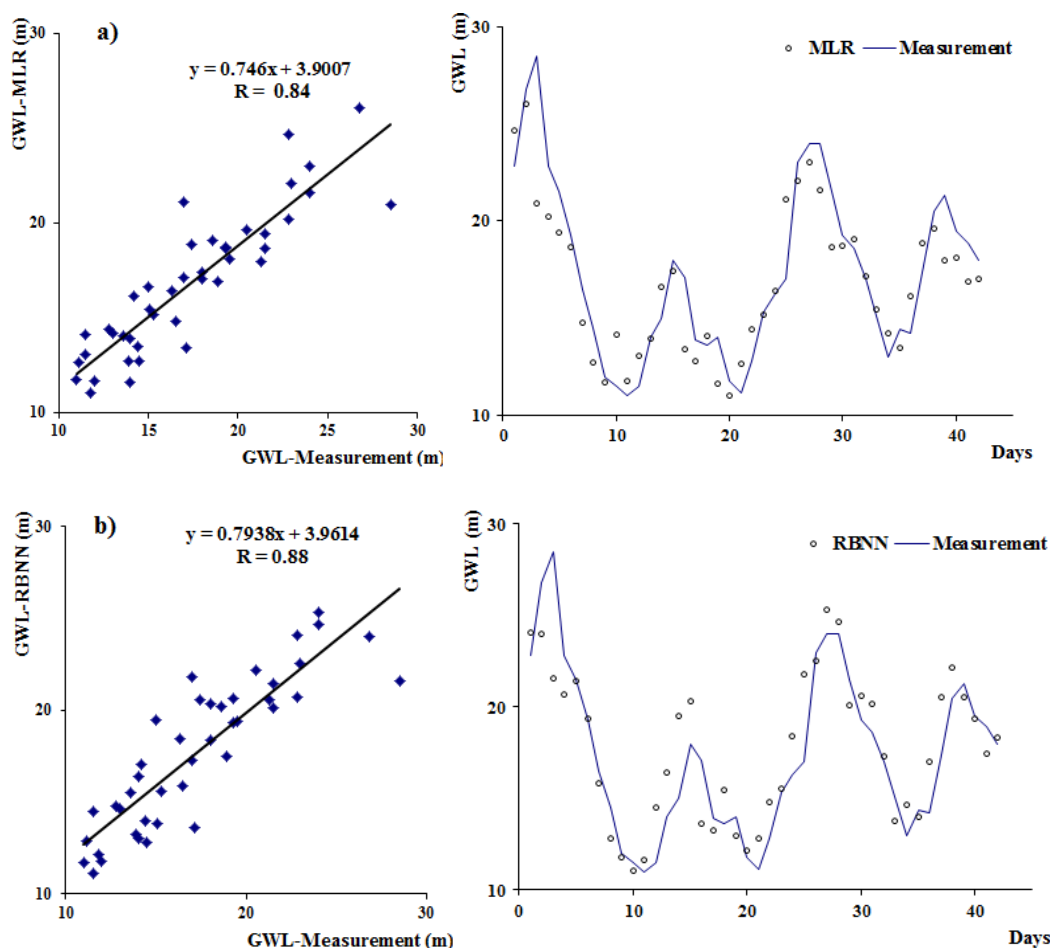 a)
GWL-MLR (m)
y = 0.746x + 3.9007
R = 0.84
30
20
10
10 15 20 25 30
GWL-Measurement (m)
GWL (m)
MLR Measurement
30
20
10
0 10 20 30 40
Days
b)
GWL-RBNN (m)
y = 0.7938x + 3.9614
R = 0.88
30
20
10
10 20 30
GWL-Measurement (m)
GWL (m)
RBNN Measurement
30
20
10
0 10 20 30 40
Days